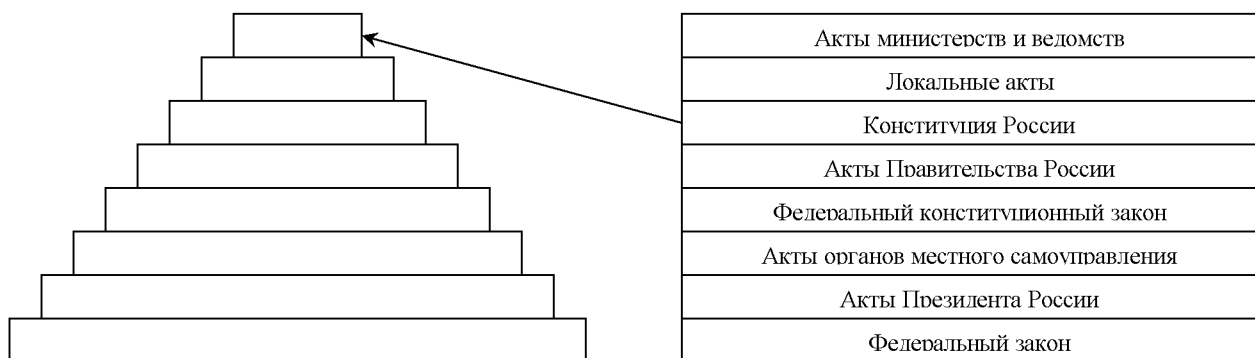 Акты министерств и ведомств
Локальные акты
Конституция России
Акты Правительства России
Федеральный конституционный закон
Акты органов местного самоуправления
Акты Президента России
Федеральный закон